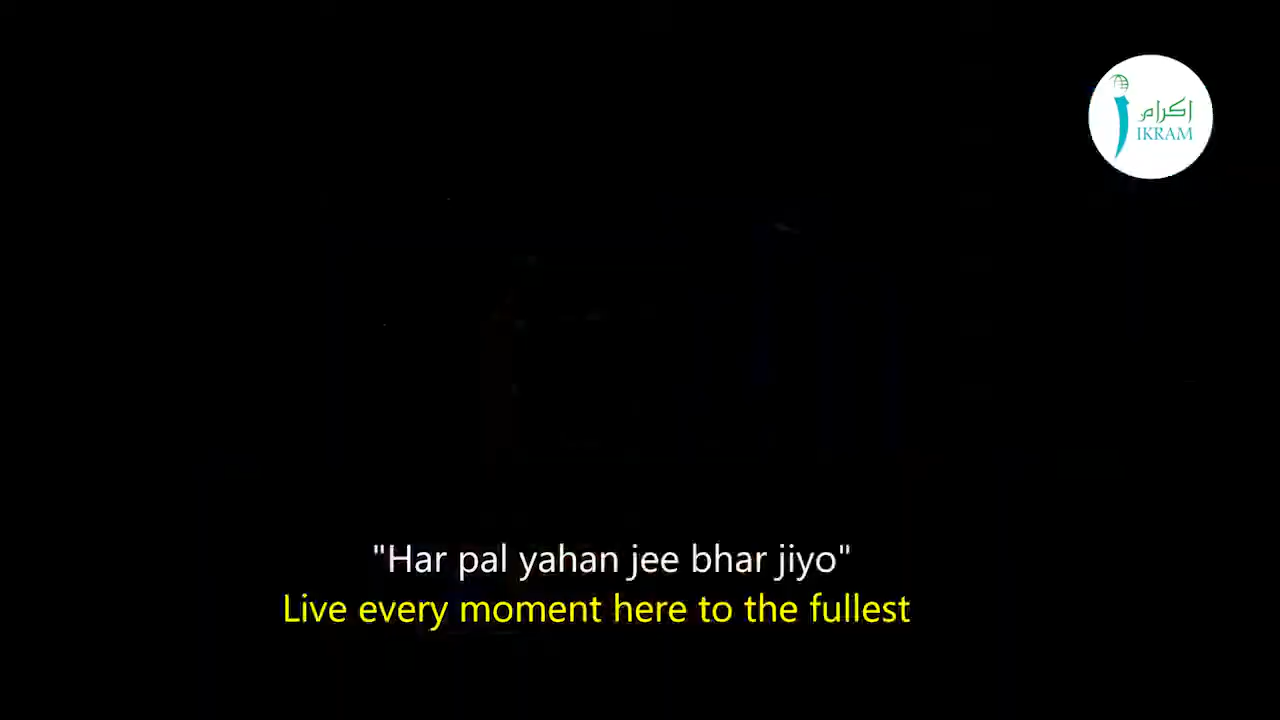 اکرام
IKRAM
"Har pal yahan jee bhar jiyo"
Live every moment here to the fullest